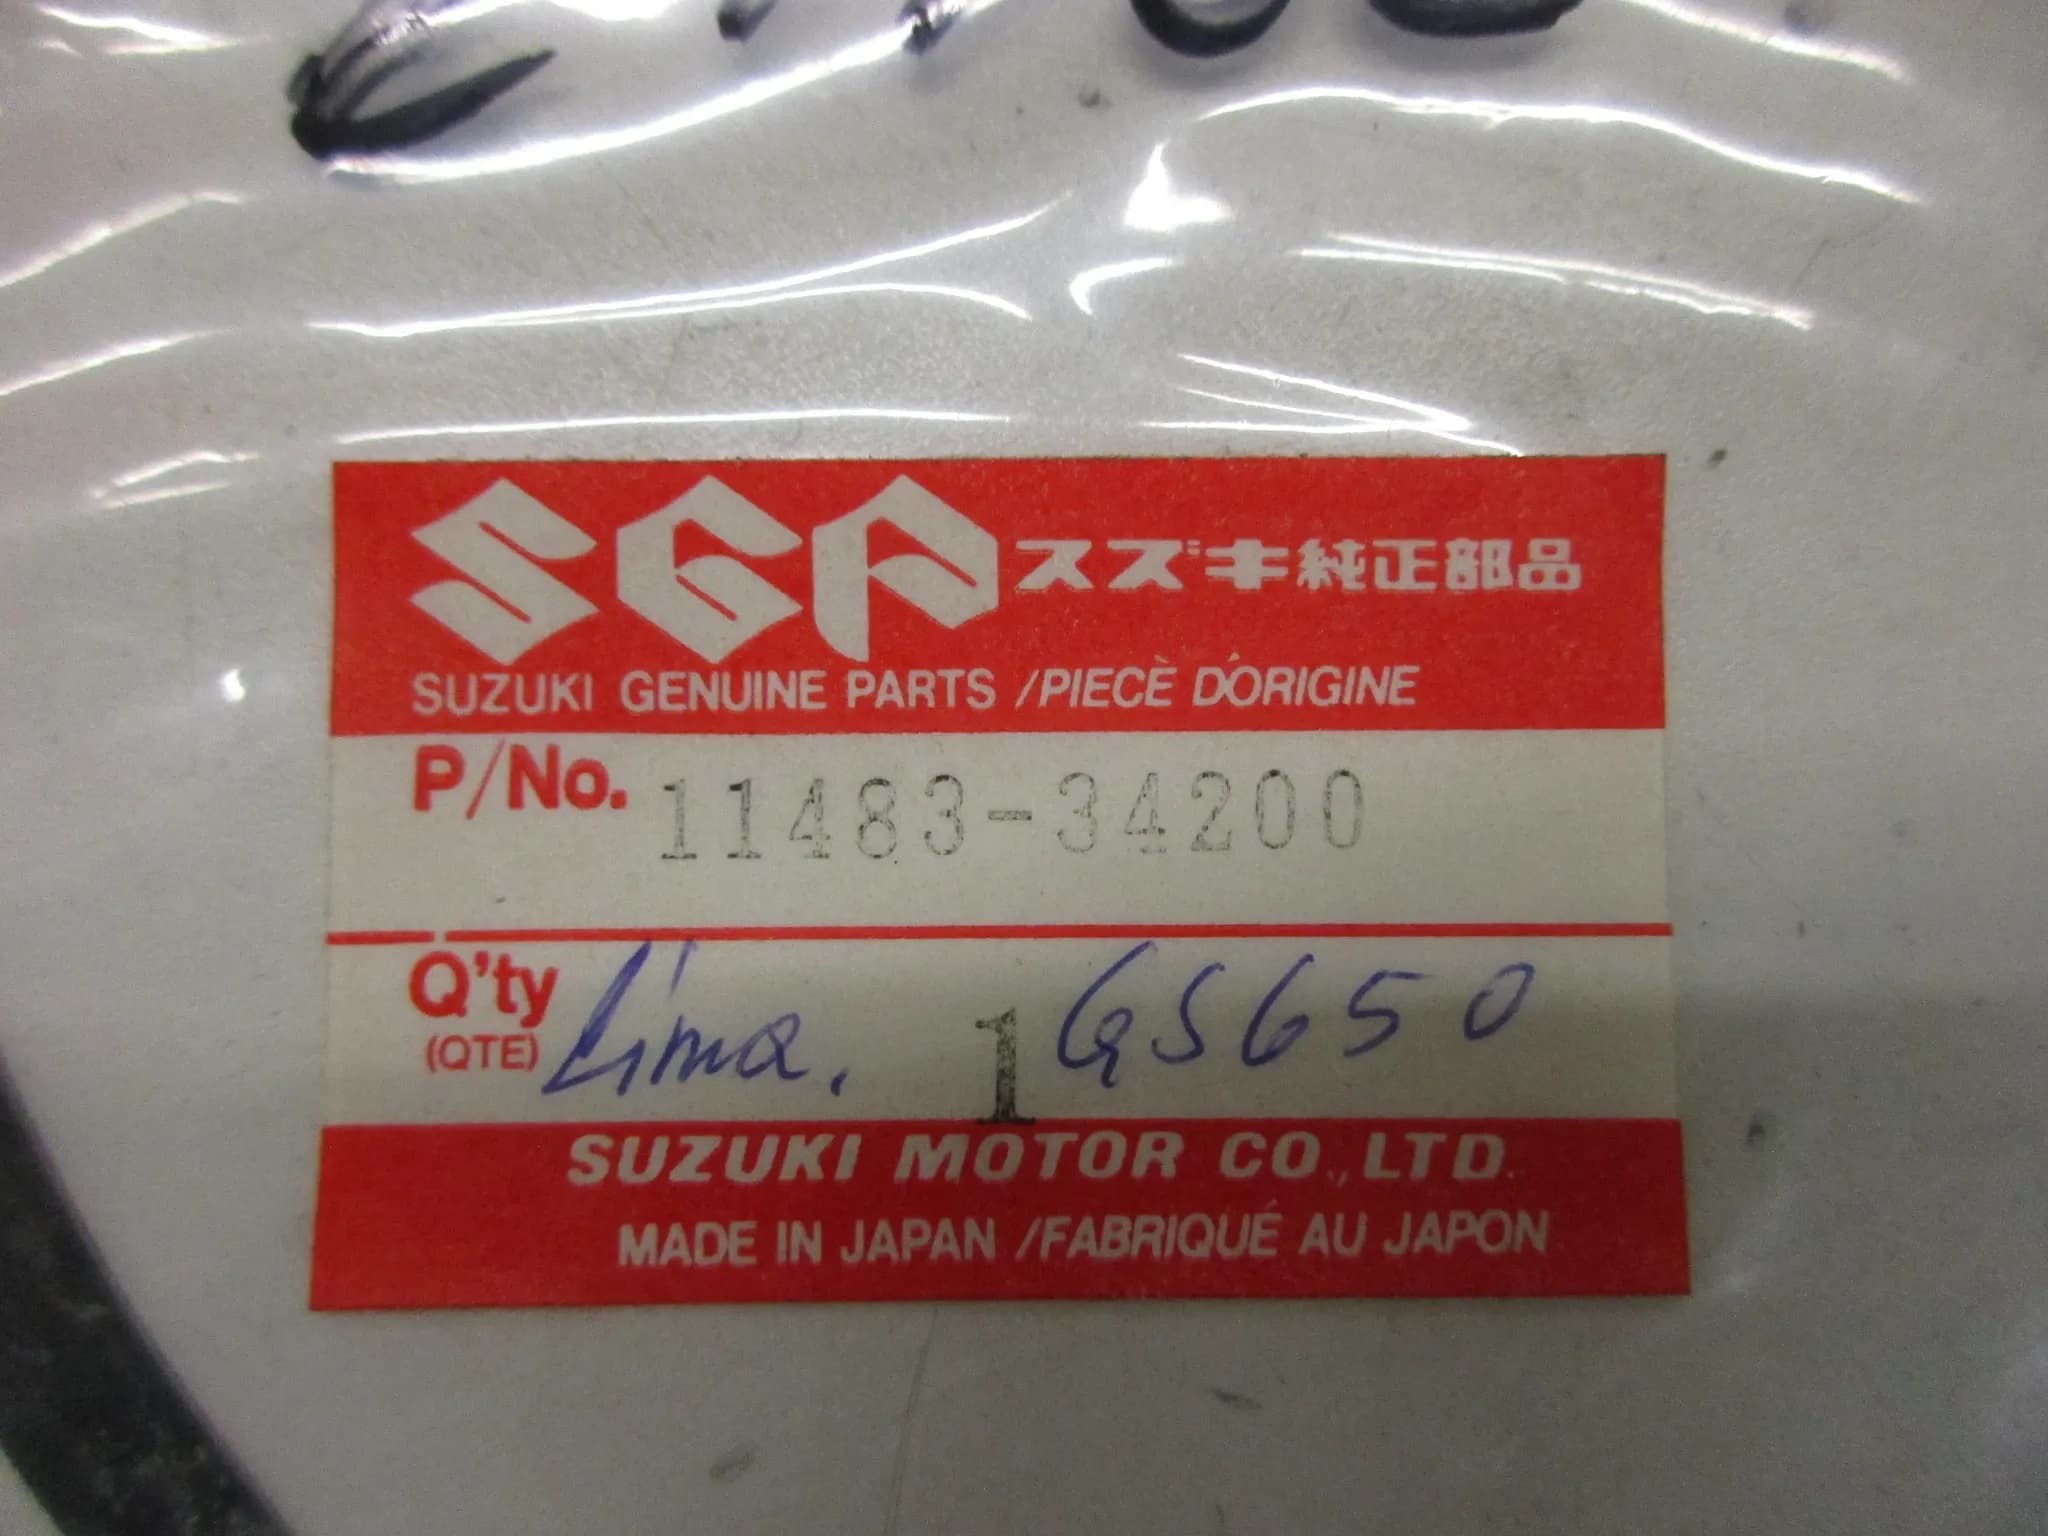 SGP スズキ純正部品
SUZUKI GENUINE PARTS /PIECÈ D'ORIGINE
P/No. 11483-34200
Q'ty Lima. 1 GS650
(QTE)
SUZUKI MOTOR CO.,LTD.
MADE IN JAPAN /FABRIQUÉ AU JAPON